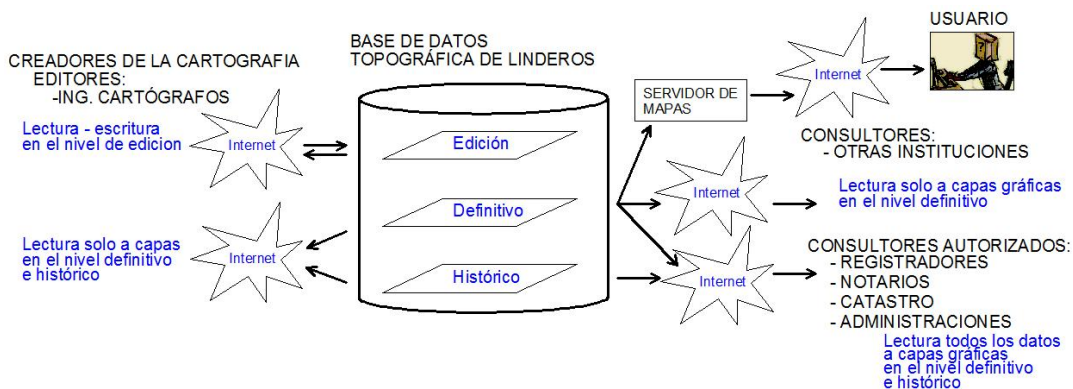 CREADORES DE LA CARTOGRAFIA
EDITORES:
-ING. CARTÓGRAFOS
Lectura - escritura
en el nivel de edicion
Internet
Lectura solo a capas
en el nivel definitivo
e histórico
Internet
BASE DE DATOS
TOPOGRÁFICA DE LINDEROS
Edición
Definitivo
Histórico
SERVIDOR DE
MAPAS
Internet
USUARIO
?
Internet
CONSULTORES:
- OTRAS INSTITUCIONES
Lectura solo a capas gráficas
en el nivel definitivo
Internet
CONSULTORES AUTORIZADOS:
- REGISTRADORES
- NOTARIOS
- CATASTRO
- ADMINISTRACIONES
Lectura todos los datos
a capas gráficas
en el nivel definitivo
e histórico